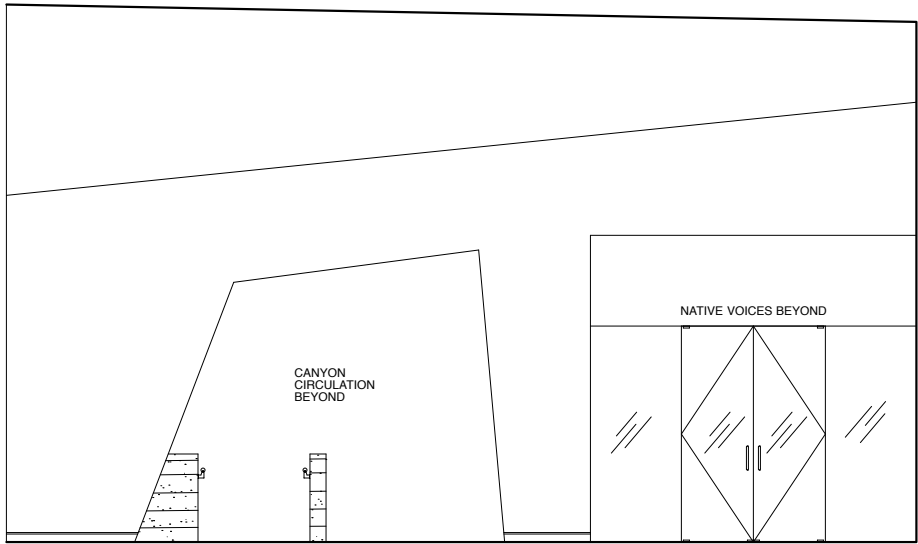 NATIVE VOICES BEYOND
CANYON
CIRCULATION
BEYOND